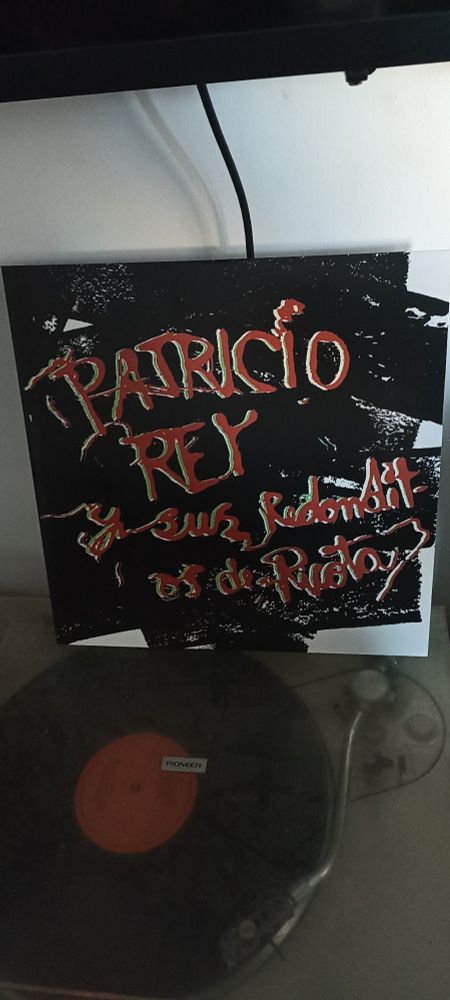 PATRICIO
REY
y sus Redondit-
os de Ricota
PIONEER